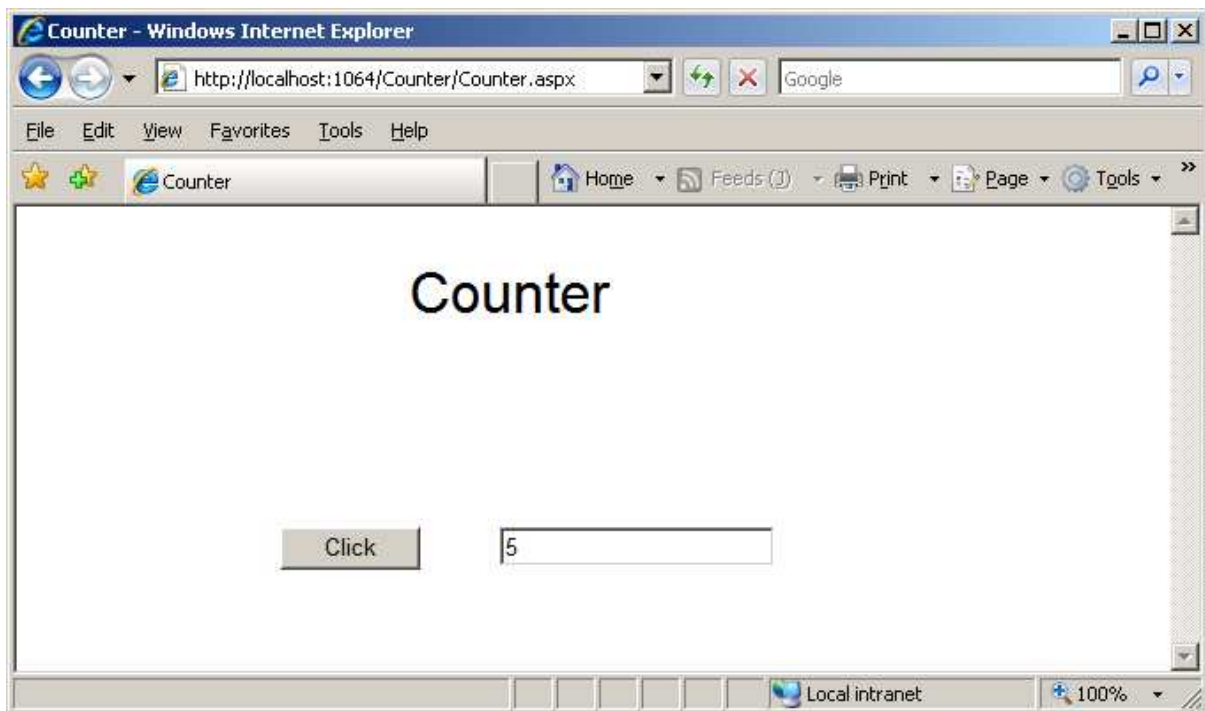 Counter - Windows Internet Explorer
http://localhost:1064/Counter/Counter.aspx Google
File Edit View Favorites Tools Help
Counter Home Feeds (J) Print Page Tools »
Counter
Click 5
Local intranet 100%